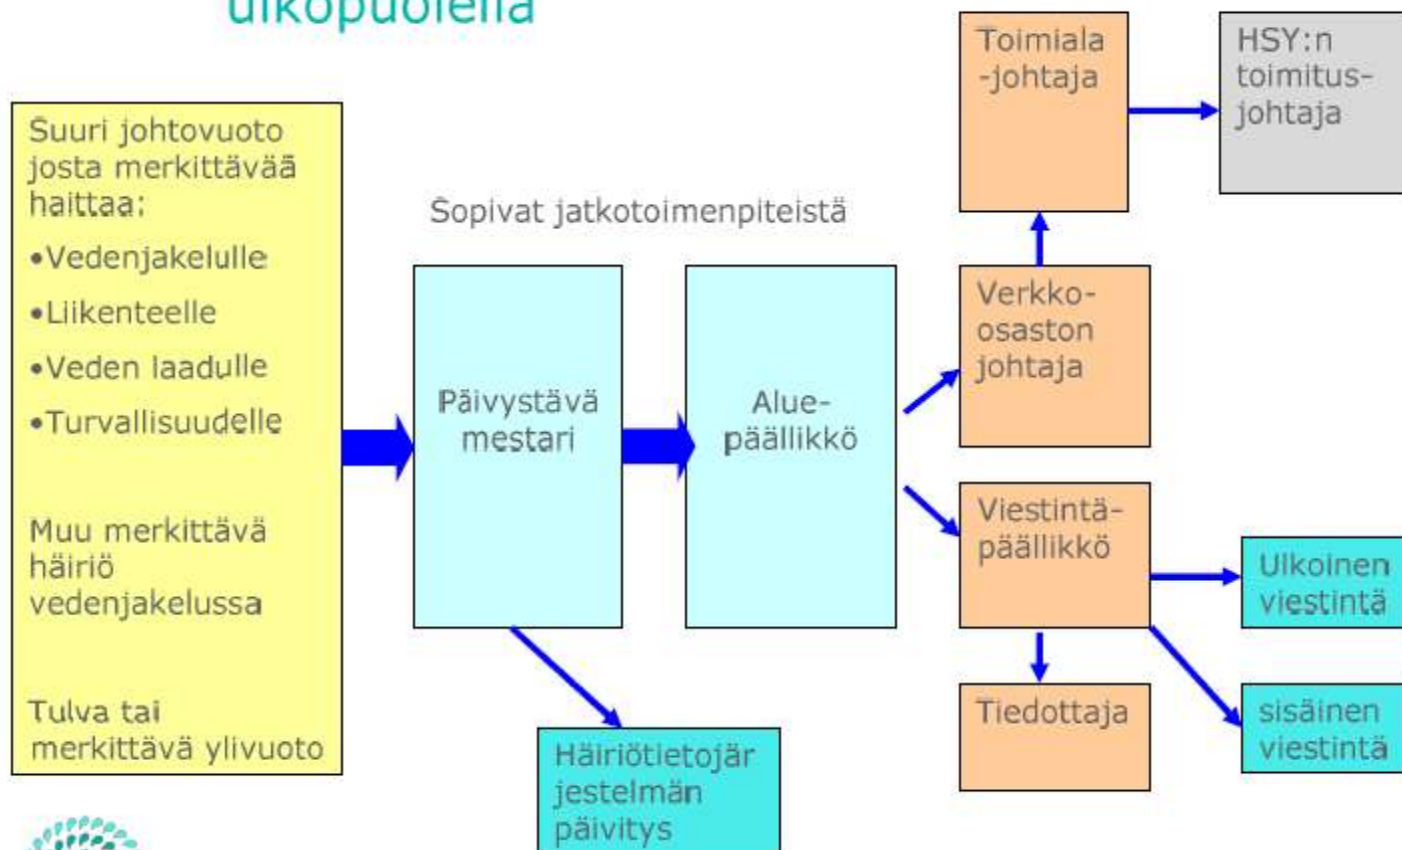 ulkopuolella
Suuri johtovuoto
josta merkittävää
haittaa:
•Vedenjakelulle
•Liikenteelle
•Veden laadulle
•Turvallisuudelle
Muu merkittävä
häiriö
vedenjakelussa
Tulva tai
merkittävä ylivuoto
Sopivat jatkotoimenpiteistä
Päivystävä
mestari
Alue-
päällikkö
Häiriötietojär
jestelmän
päivitys
Toimiala
-johtaja
HSY:n
toimitus-
johtaja
Verkko-
osaston
johtaja
Viestintä-
päällikkö
Tiedottaja
Ulkoinen
viestintä
sisäinen
viestintä